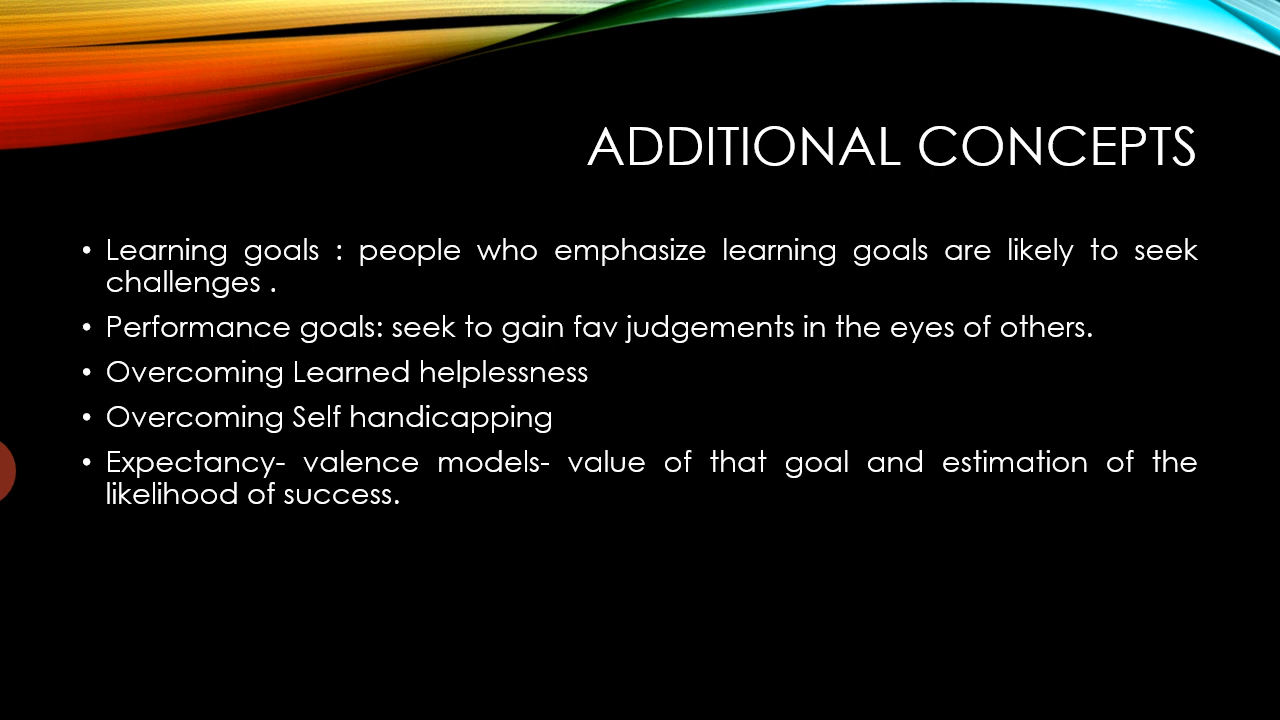 ADDITIONAL CONCEPTS
• Learning goals : people who emphasize learning goals are likely to seek
challenges .
• Performance goals: seek to gain fav judgements in the eyes of others.
• Overcoming Learned helplessness
• Overcoming Self handicapping
• Expectancy- valence models- value of that goal and estimation of the
likelihood of success.